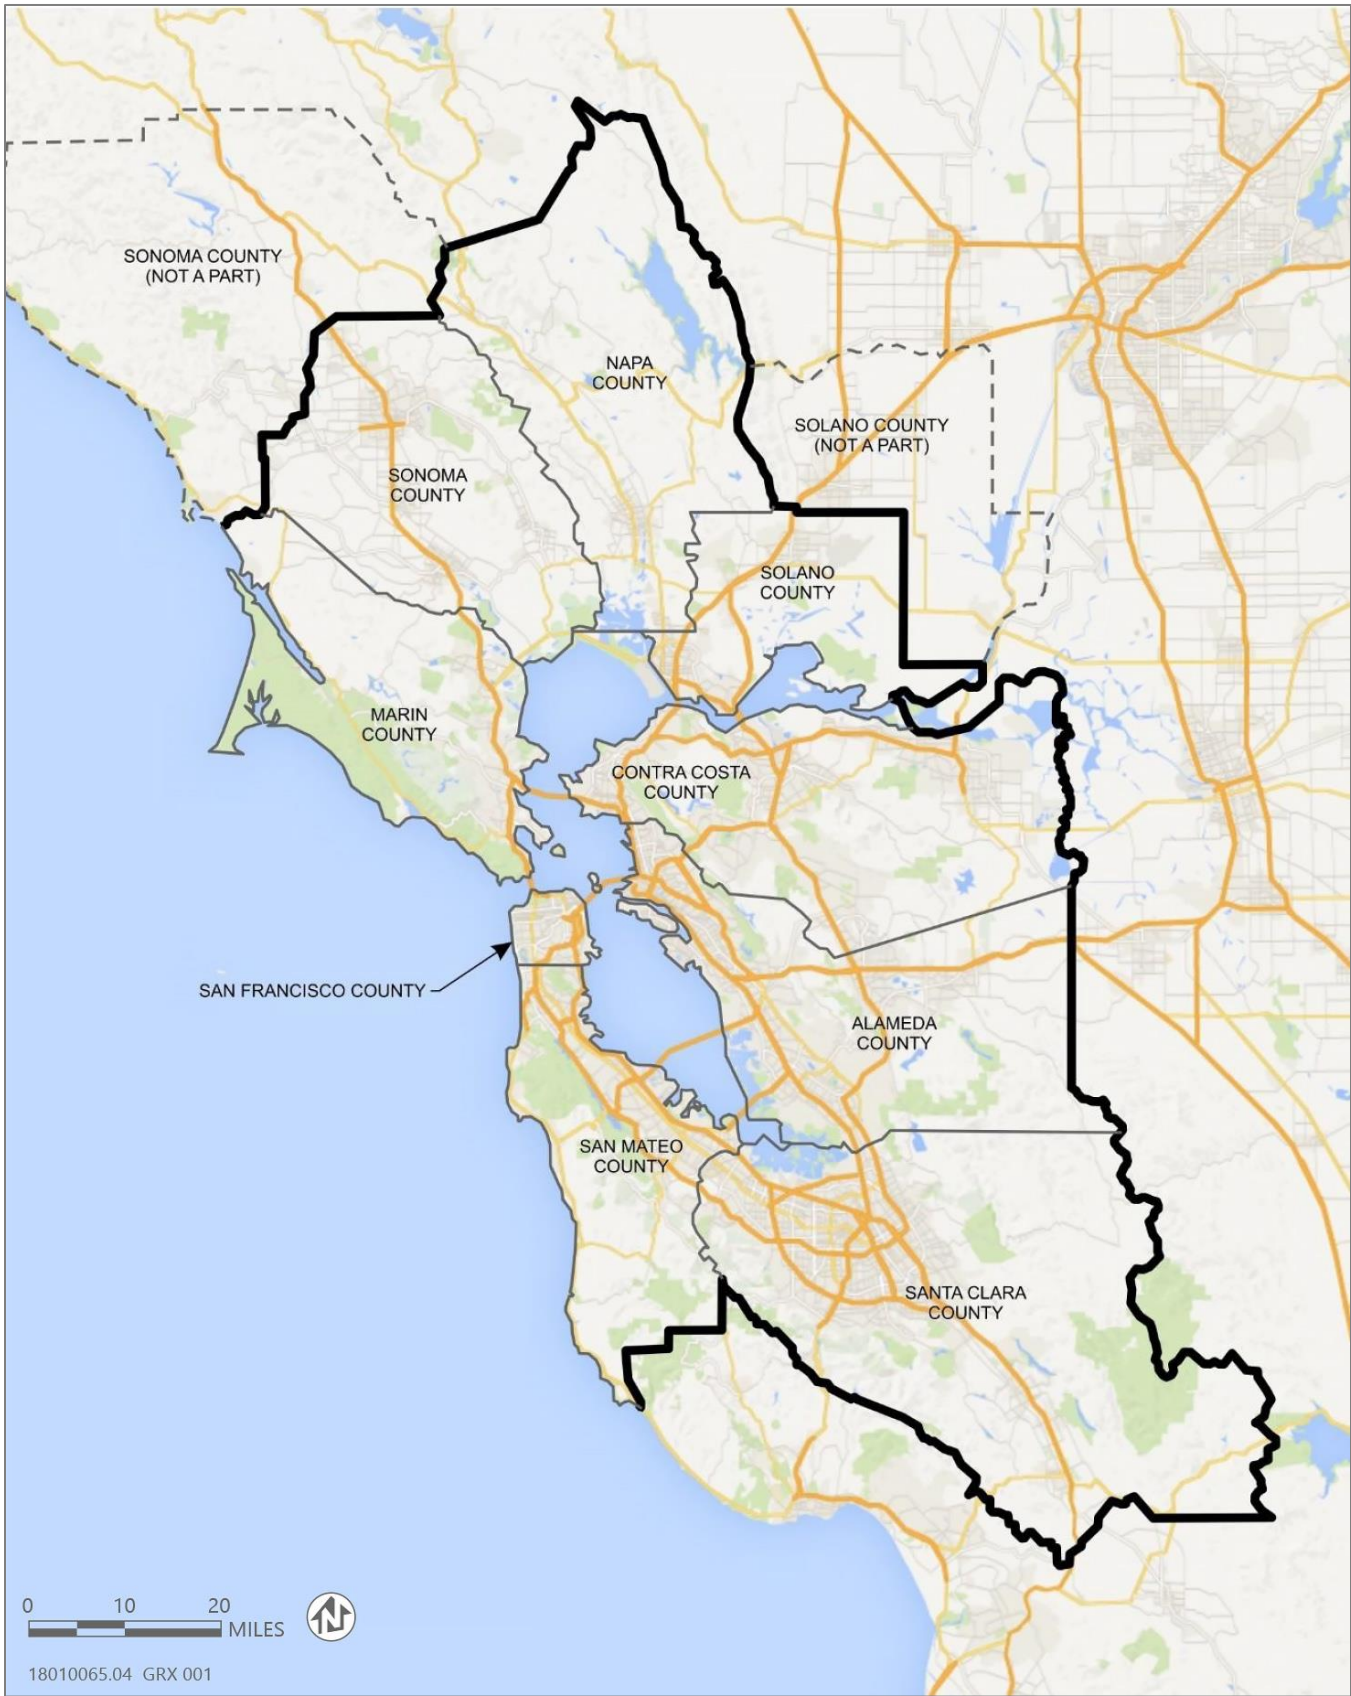 SONOMA COUNTY
(NOT A PART)
NAPA
COUNTY
SOLANO COUNTY
(NOT A PART)
SONOMA
COUNTY
SOLANO
COUNTY
MARIN
COUNTY
CONTRA COSTA
COUNTY
SAN FRANCISCO COUNTY
ALAMEDA
COUNTY
SAN MATEO
COUNTY
SANTA CLARA
COUNTY
0 10 20
MILES
N
18010065.04 GRX 001